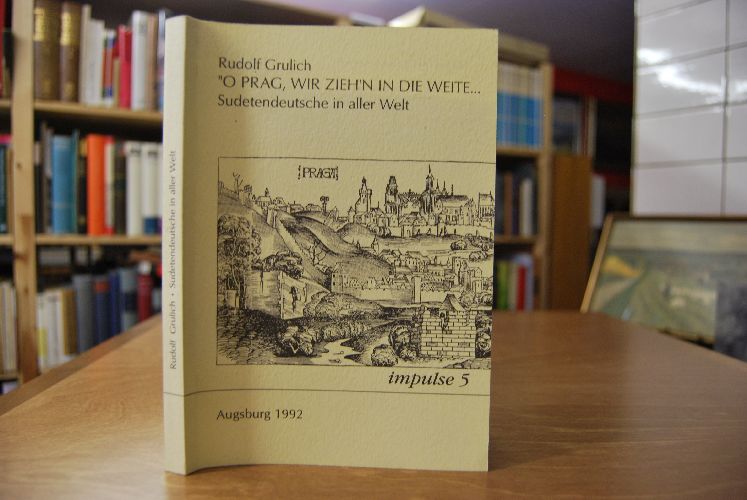 Rudolf Grulich
"O PRAG, WIR ZIEH'N IN DIE WEITE...
Sudetendeutsche in aller Welt
PRAGA
impulse 5
Augsburg 1992
Rudolf Grulich • Sudetendeutsche in aller Welt